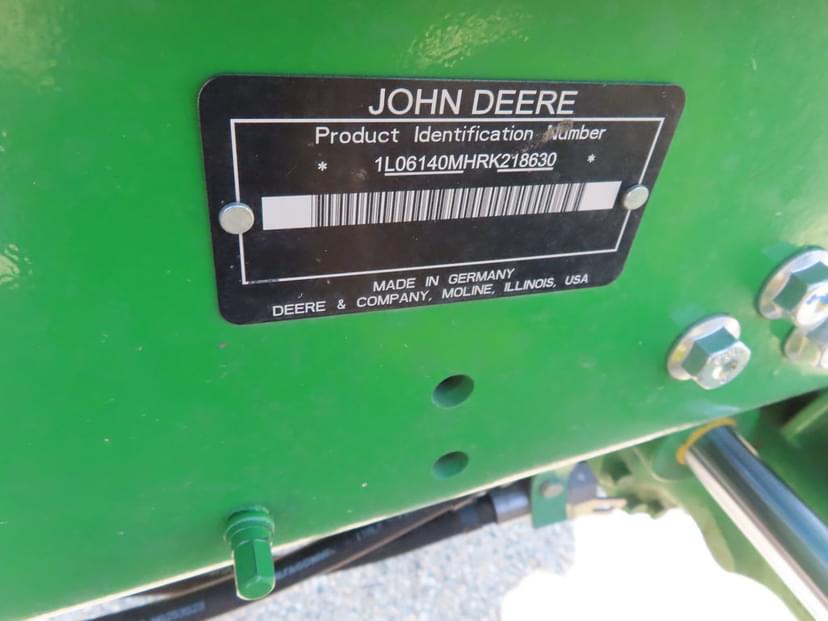 JOHN DEERE
Product Identification Number
* 1L06140MHRK218630 *
MADE IN GERMANY
DEERE & COMPANY, MOLINE, ILLINOIS, USA